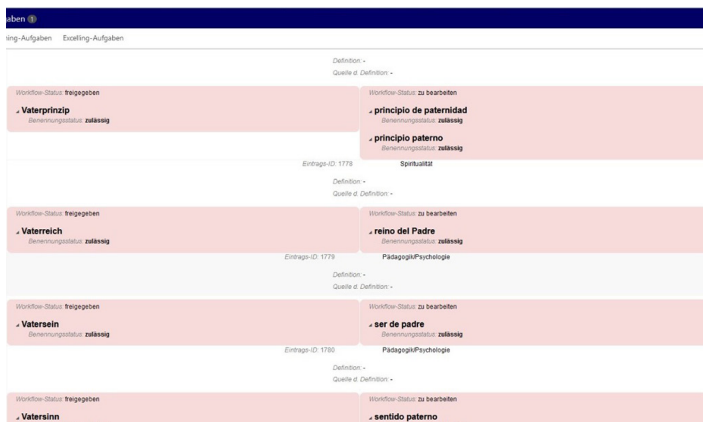 aben 1
ning-Aufgaben Excelling-Aufgaben
Definition: -
Quelle d. Definition: -
Workflow-Status: freigegeben
Workflow-Status: zu bearbeiten
Vaterprinzip
Benennungsstatus: zulässig
principio de paternidad
Benennungsstatus: zulässig
principio paterno
Benennungsstatus: zulässig
Eintrags-ID: 1778 Spiritualität
Definition: -
Quelle d. Definition: -
Workflow-Status: freigegeben
Workflow-Status: zu bearbeiten
Vaterreich
Benennungsstatus: zulässig
reino del Padre
Benennungsstatus: zulässig
Eintrags-ID: 1779 Pädagogik/Psychologie
Definition: -
Quelle d. Definition: -
Workflow-Status: freigegeben
Workflow-Status: zu bearbeiten
Vatersein
Benennungsstatus: zulässig
ser de padre
Benennungsstatus: zulässig
Eintrags-ID: 1780 Pädagogik/Psychologie
Definition: -
Quelle d. Definition: -
Workflow-Status: freigegeben
Workflow-Status: zu bearbeiten
Vatersinn
sentido paterno